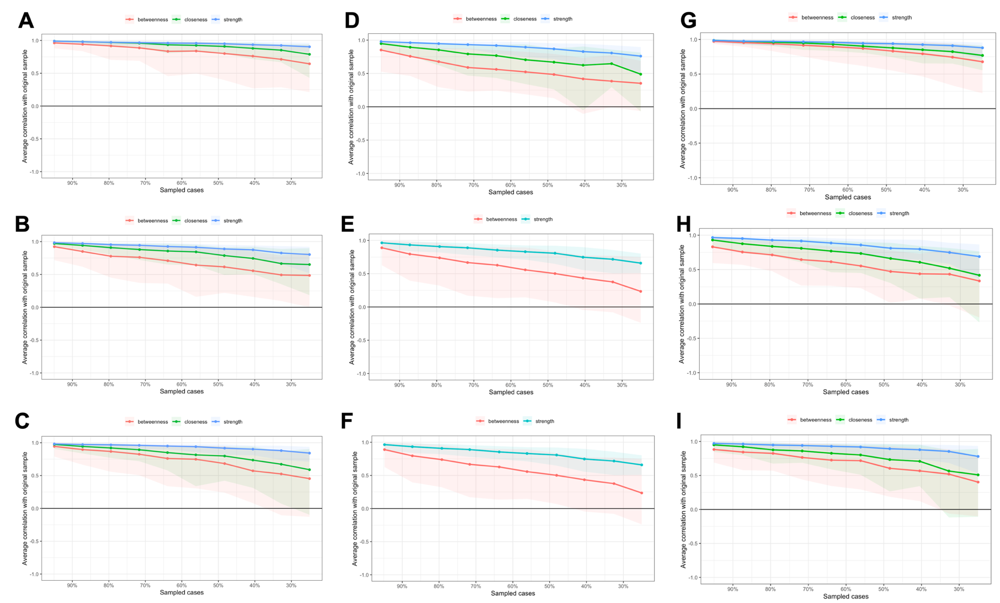 A
betweenness closeness strength
1.0
0.5
0.0
-0.5
-1.0
Average correlation with original sample
90% 80% 70% 60% 50% 40% 30%
Sampled cases
D
betweenness closeness strength
1.0
0.5
0.0
-0.5
-1.0
Average correlation with original sample
90% 80% 70% 60% 50% 40% 30%
Sampled cases
G
betweenness closeness strength
1.0
0.5
0.0
-0.5
-1.0
Average correlation with original sample
90% 80% 70% 60% 50% 40% 30%
Sampled cases
B
betweenness closeness strength
1.0
0.5
0.0
-0.5
-1.0
Average correlation with original sample
90% 80% 70% 60% 50% 40% 30%
Sampled cases
E
betweenness strength
1.0
0.5
0.0
-0.5
-1.0
Average correlation with original sample
90% 80% 70% 60% 50% 40% 30%
Sampled cases
H
betweenness closeness strength
1.0
0.5
0.0
-0.5
-1.0
Average correlation with original sample
90% 80% 70% 60% 50% 40% 30%
Sampled cases
C
betweenness closeness strength
1.0
0.5
0.0
-0.5
-1.0
Average correlation with original sample
90% 80% 70% 60% 50% 40% 30%
Sampled cases
F
betweenness strength
1.0
0.5
0.0
-0.5
-1.0
Average correlation with original sample
90% 80% 70% 60% 50% 40% 30%
Sampled cases
I
betweenness closeness strength
1.0
0.5
0.0
-0.5
-1.0
Average correlation with original sample
90% 80% 70% 60% 50% 40% 30%
Sampled cases